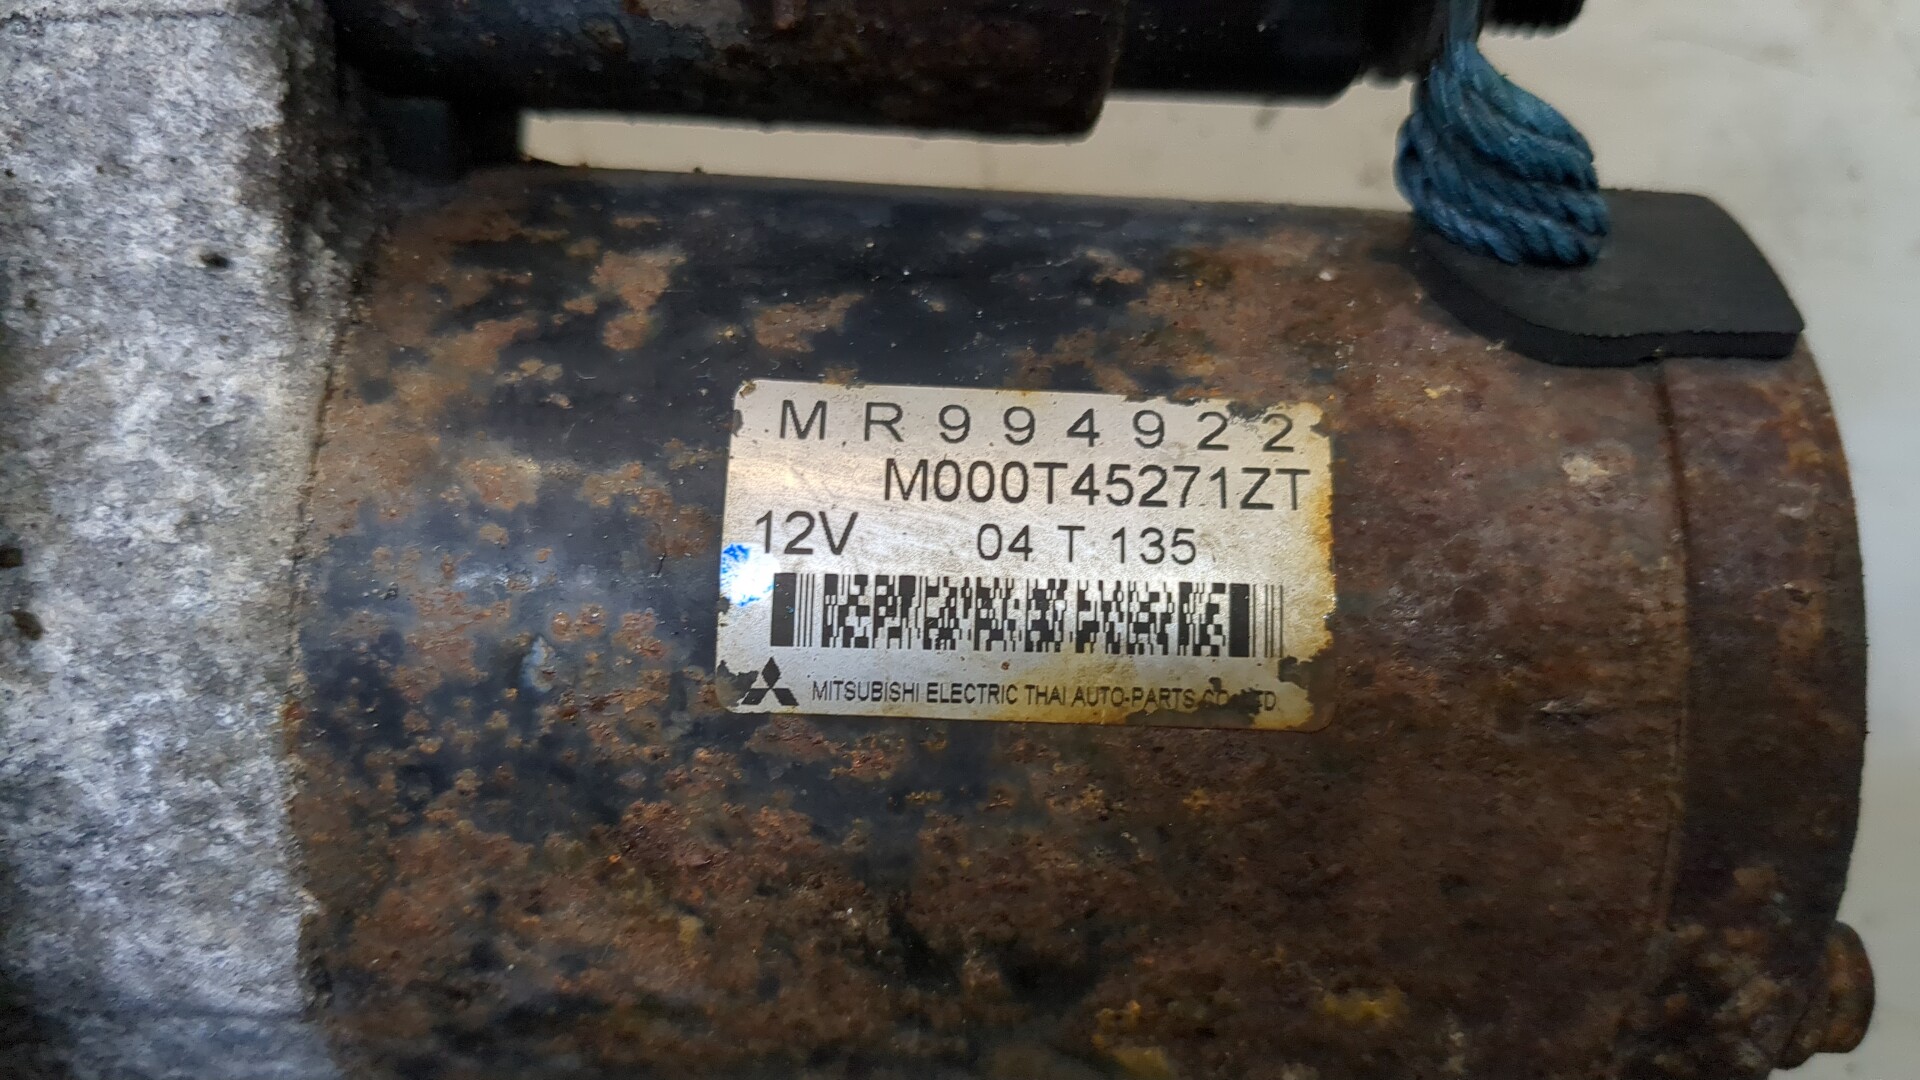 MR994922
M000T45271ZT
12V 04 T 135
MITSUBISHI ELECTRIC THAI AUTO-PARTS CO.,LTD.